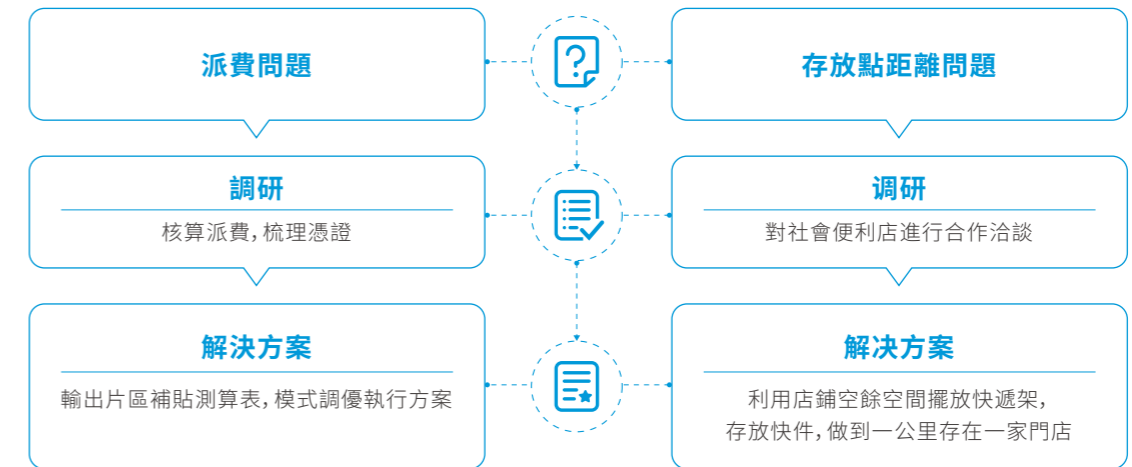 派費問題
存放點距離問題
調研
核算派費，梳理憑證
调研
對社會便利店進行合作洽談
解決方案
輸出片區補貼測算表，模式調優執行方案
解决方案
利用店鋪空餘空間擺放快遞架，
存放快件，做到一公里存在一家門店